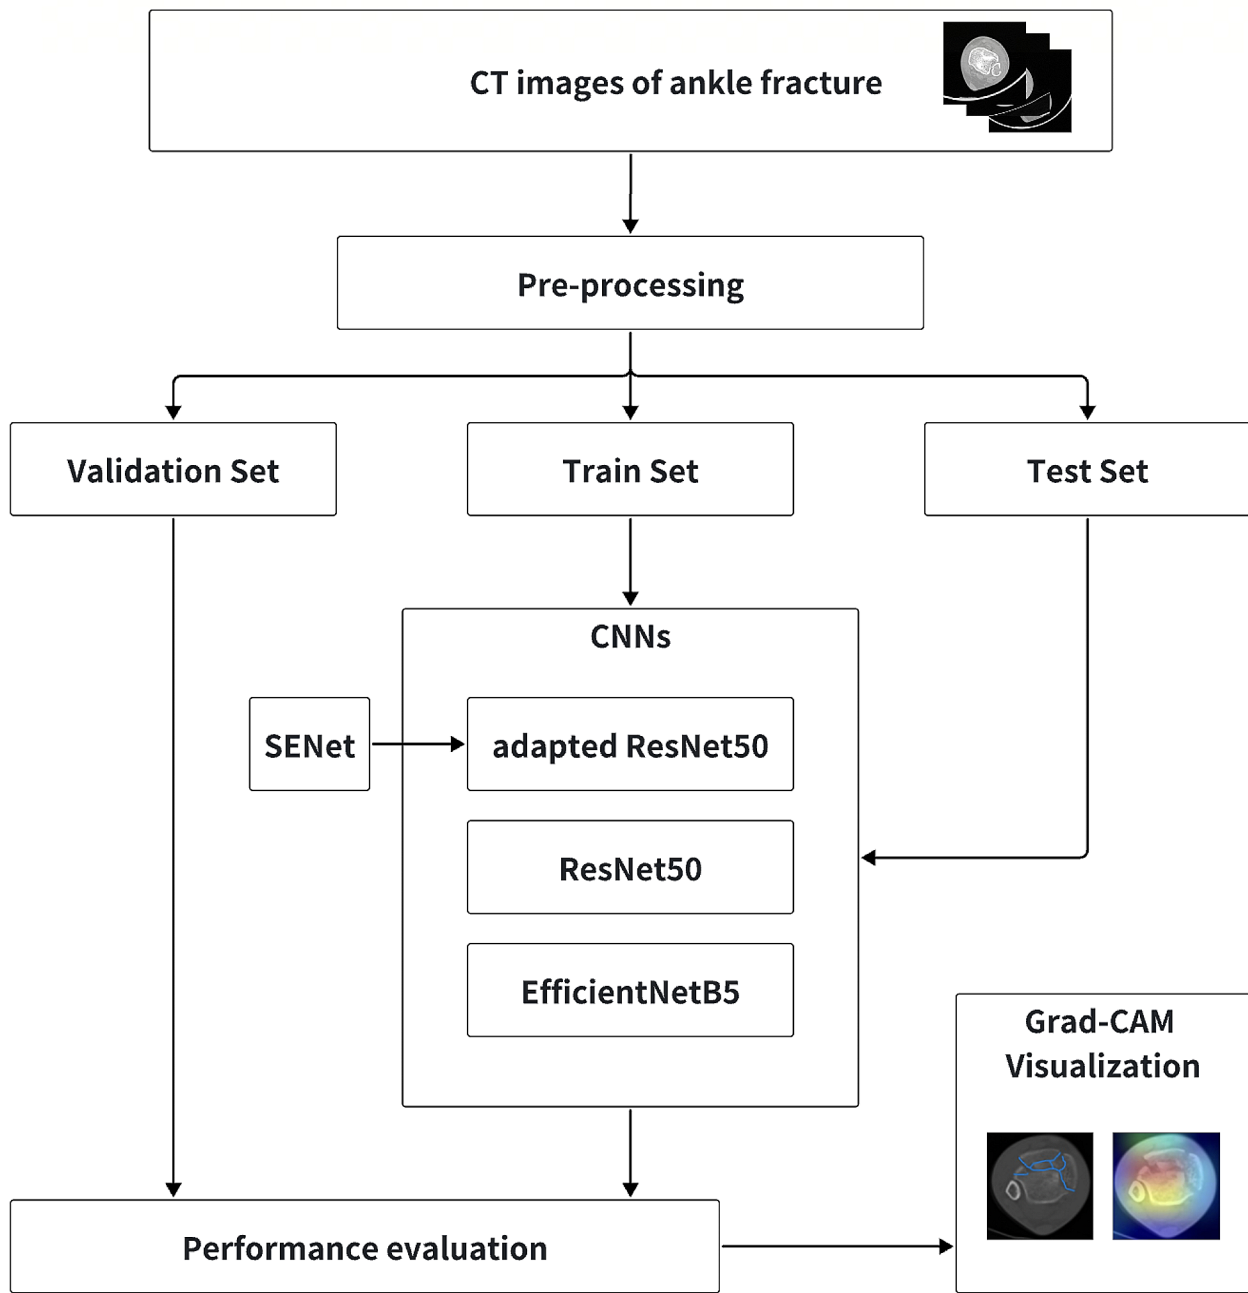 CT images of ankle fracture
Pre-processing
Validation Set
Train Set
Test Set
CNNs
SENet
adapted ResNet50
ResNet50
EfficientNetB5
Grad-CAM
Visualization
Performance evaluation